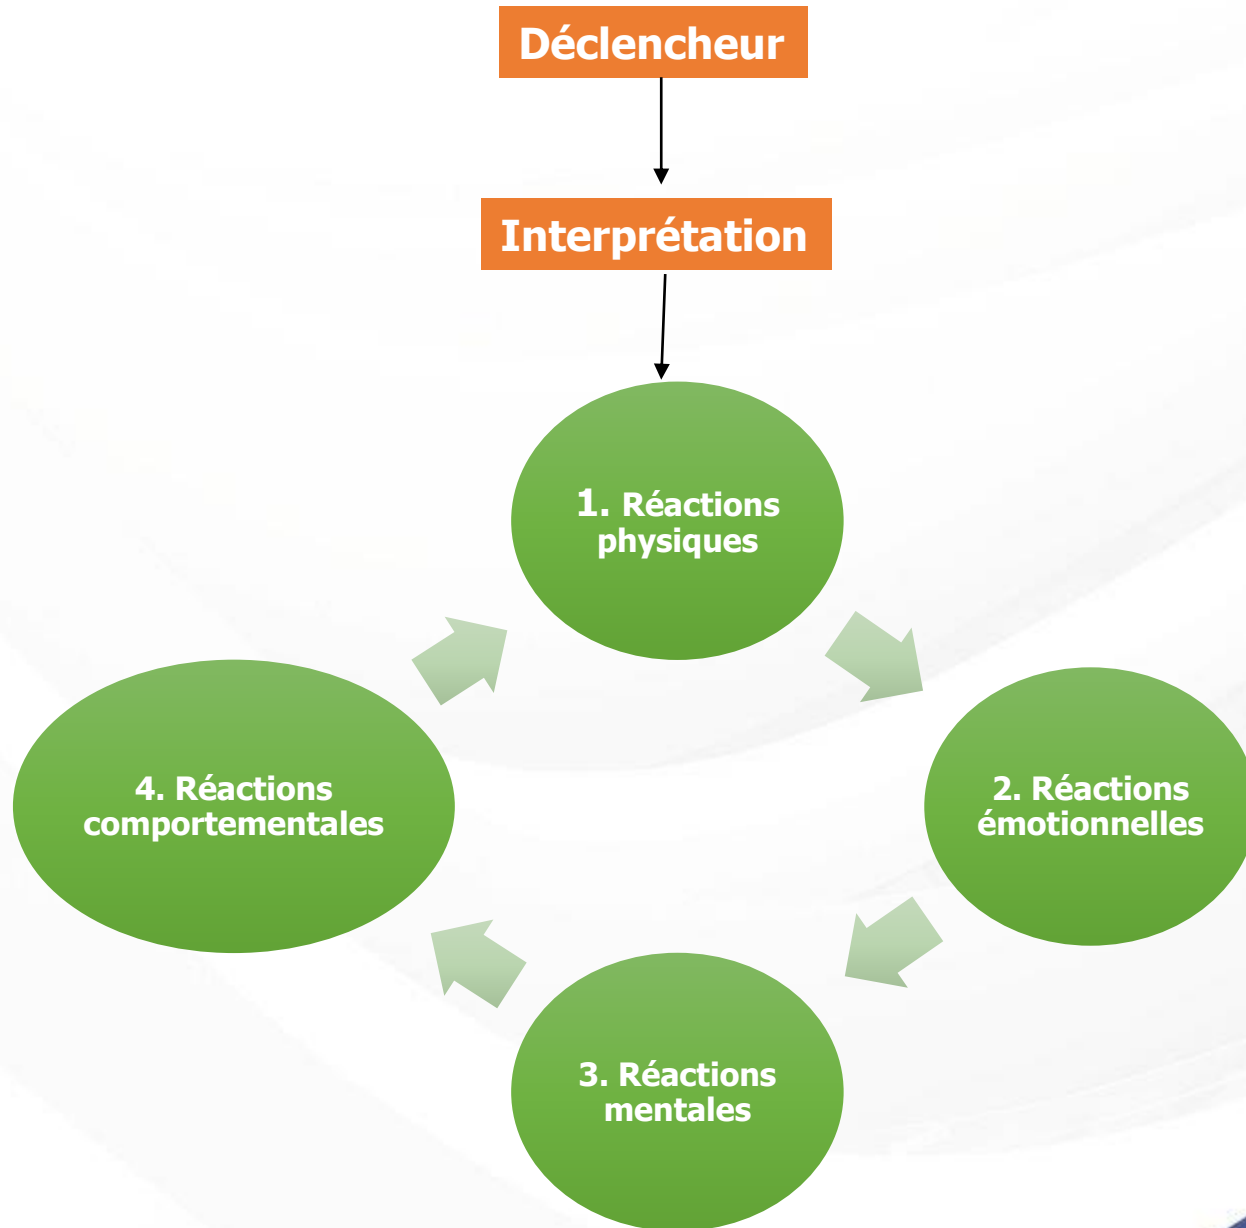 Déclencheur
Interprétation
1. Réactions
physiques
2. Réactions
émotionnelles
3. Réactions
mentales
4. Réactions
comportementales